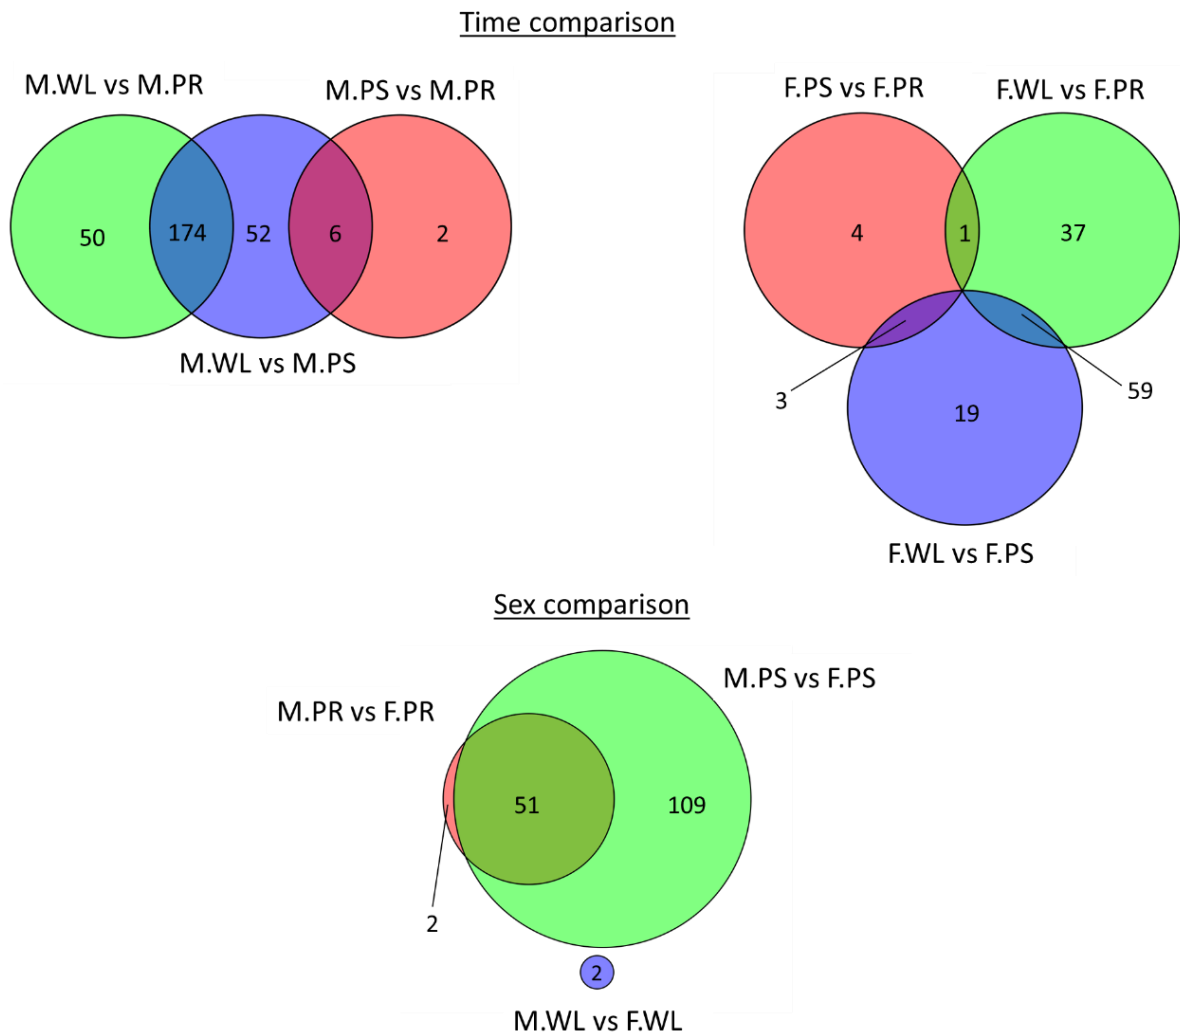 Time comparison
M.WL vs M.PR
M.PS vs M.PR
50
174
52
6
2
M.WL vs M.PS
F.PS vs F.PR
F.WL vs F.PR
4
1
37
3
59
19
F.WL vs F.PS
Sex comparison
M.PS vs F.PS
M.PR vs F.PR
51
109
2
2
M.WL vs F.WL